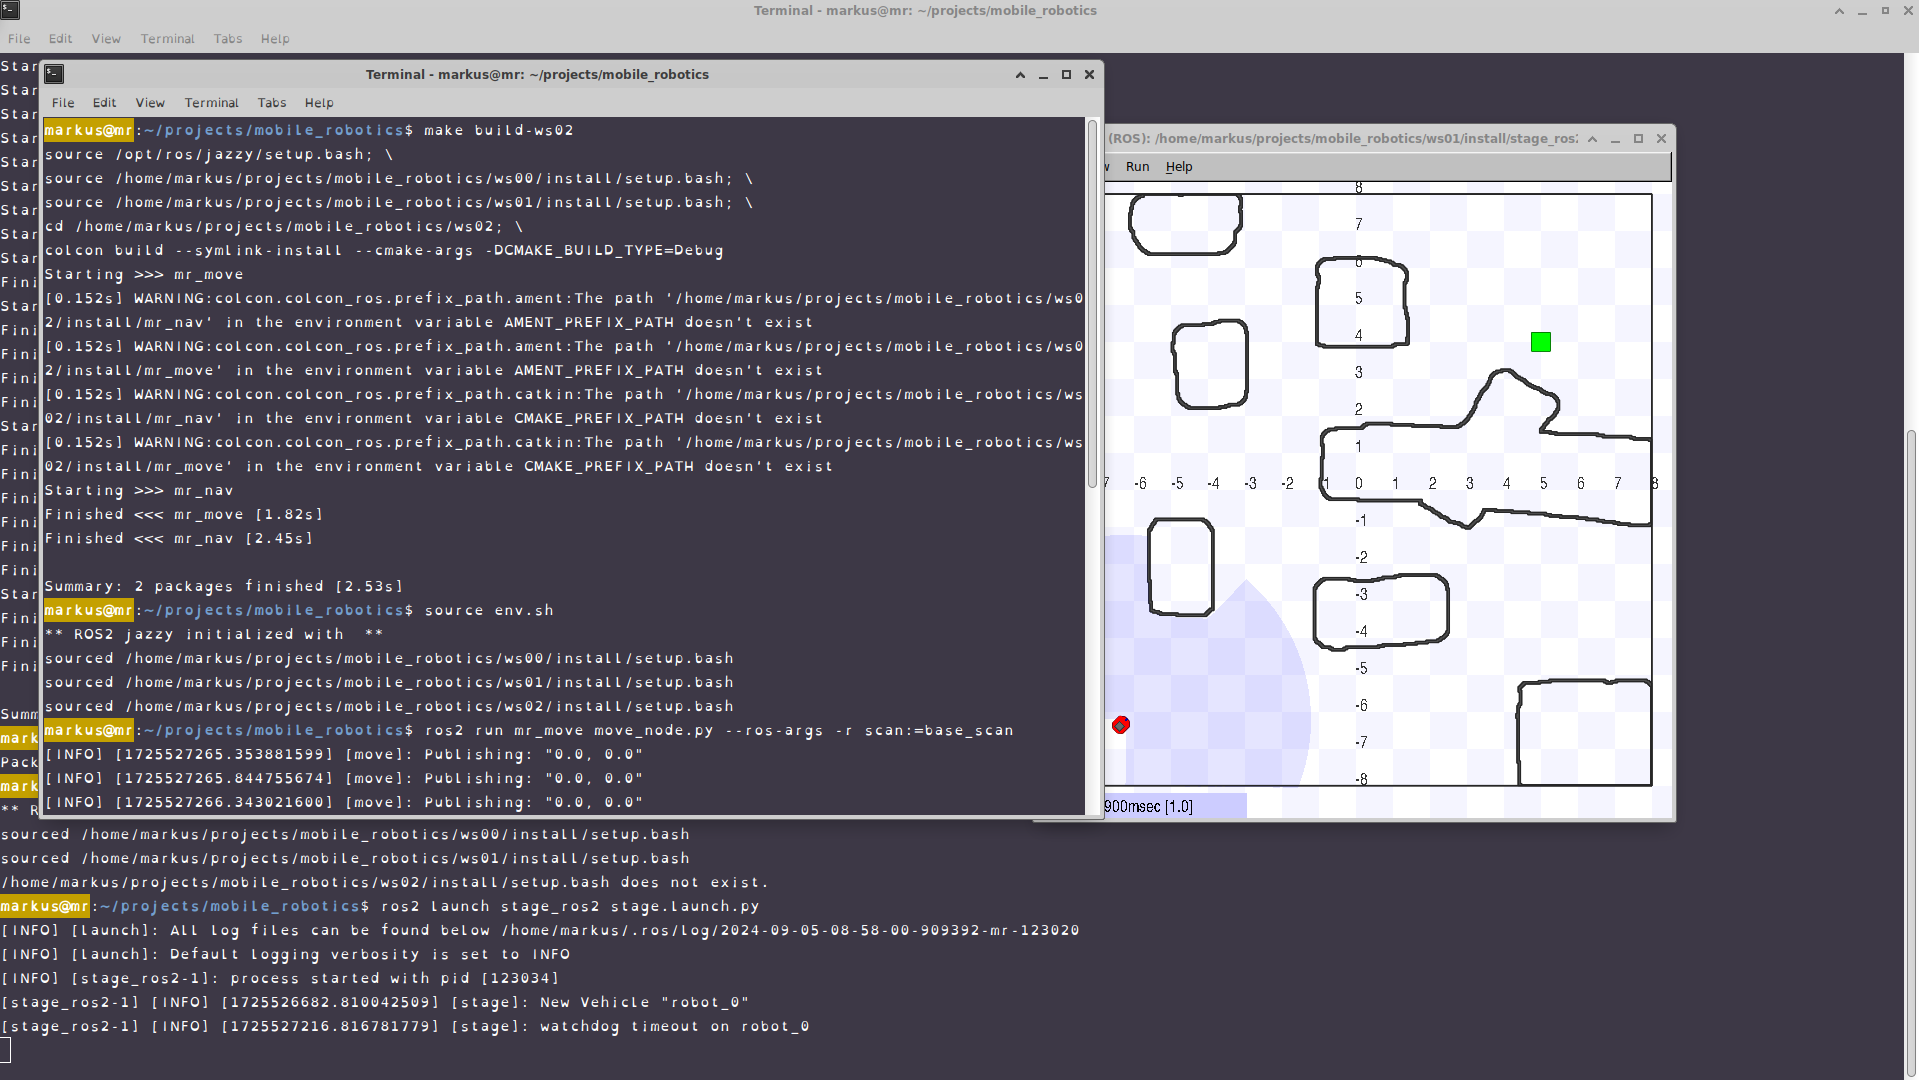 Terminal - markus@mr: ~/projects/mobile_robotics
File Edit View Terminal Tabs Help
Star
Star
Star
Star
Star
Star
Star
Star
Star
Fini
Star
Fini
Fini
Fini
Fini
Star
Fini
Fini
Star
Fini
Fini
Fini
Fini
Star
Fini
Fini
Summ
mark
Pack
mark
** R
Terminal - markus@mr: ~/projects/mobile_robotics
File Edit View Terminal Tabs Help
markus@mr:~/projects/mobile_robotics$ make build-ws02
source /opt/ros/jazzy/setup.bash; \
source /home/markus/projects/mobile_robotics/ws00/install/setup.bash; \
source /home/markus/projects/mobile_robotics/ws01/install/setup.bash; \
cd /home/markus/projects/mobile_robotics/ws02; \
colcon build --symlink-install --cmake-args -DCMAKE_BUILD_TYPE=Debug
Starting >>> mr_move
[0.152s] WARNING:colcon.colcon_ros.prefix_path.ament:The path '/home/markus/projects/mobile_robotics/ws0
2/install/mr_nav' in the environment variable AMENT_PREFIX_PATH doesn't exist
[0.152s] WARNING:colcon.colcon_ros.prefix_path.ament:The path '/home/markus/projects/mobile_robotics/ws0
2/install/mr_move' in the environment variable AMENT_PREFIX_PATH doesn't exist
[0.152s] WARNING:colcon.colcon_ros.prefix_path.catkin:The path '/home/markus/projects/mobile_robotics/ws
02/install/mr_nav' in the environment variable CMAKE_PREFIX_PATH doesn't exist
[0.152s] WARNING:colcon.colcon_ros.prefix_path.catkin:The path '/home/markus/projects/mobile_robotics/ws
02/install/mr_move' in the environment variable CMAKE_PREFIX_PATH doesn't exist
Starting >>> mr_nav
Finished <<< mr_move [1.82s]
Finished <<< mr_nav [2.45s]
Summary: 2 packages finished [2.53s]
markus@mr:~/projects/mobile_robotics$ source env.sh
** ROS2 jazzy initialized with  **
sourced /home/markus/projects/mobile_robotics/ws00/install/setup.bash
sourced /home/markus/projects/mobile_robotics/ws01/install/setup.bash
sourced /home/markus/projects/mobile_robotics/ws02/install/setup.bash
markus@mr:~/projects/mobile_robotics$ ros2 run mr_move move_node.py --ros-args -r scan:=base_scan
[INFO] [1725527265.353881599] [move]: Publishing: "0.0, 0.0"
[INFO] [1725527265.844755674] [move]: Publishing: "0.0, 0.0"
[INFO] [1725527266.343021600] [move]: Publishing: "0.0, 0.0"
(ROS): /home/markus/projects/mobile_robotics/ws01/install/stage_ros2
w Run Help
8
7
6
5
4
3
2
1
7 -6 -5 -4 -3 -2 -1 0 1 2 3 4 5 6 7 8
-1
-2
-3
-4
-5
-6
-7
-8
900msec [1.0]
sourced /home/markus/projects/mobile_robotics/ws00/install/setup.bash
sourced /home/markus/projects/mobile_robotics/ws01/install/setup.bash
/home/markus/projects/mobile_robotics/ws02/install/setup.bash does not exist.
markus@mr:~/projects/mobile_robotics$ ros2 launch stage_ros2 stage.launch.py
[INFO] [launch]: All log files can be found below /home/markus/.ros/log/2024-09-05-08-58-00-909392-mr-123020
[INFO] [launch]: Default logging verbosity is set to INFO
[INFO] [stage_ros2-1]: process started with pid [123034]
[stage_ros2-1] [INFO] [1725526682.810042509] [stage]: New Vehicle "robot_0"
[stage_ros2-1] [INFO] [1725527216.816781779] [stage]: watchdog timeout on robot_0